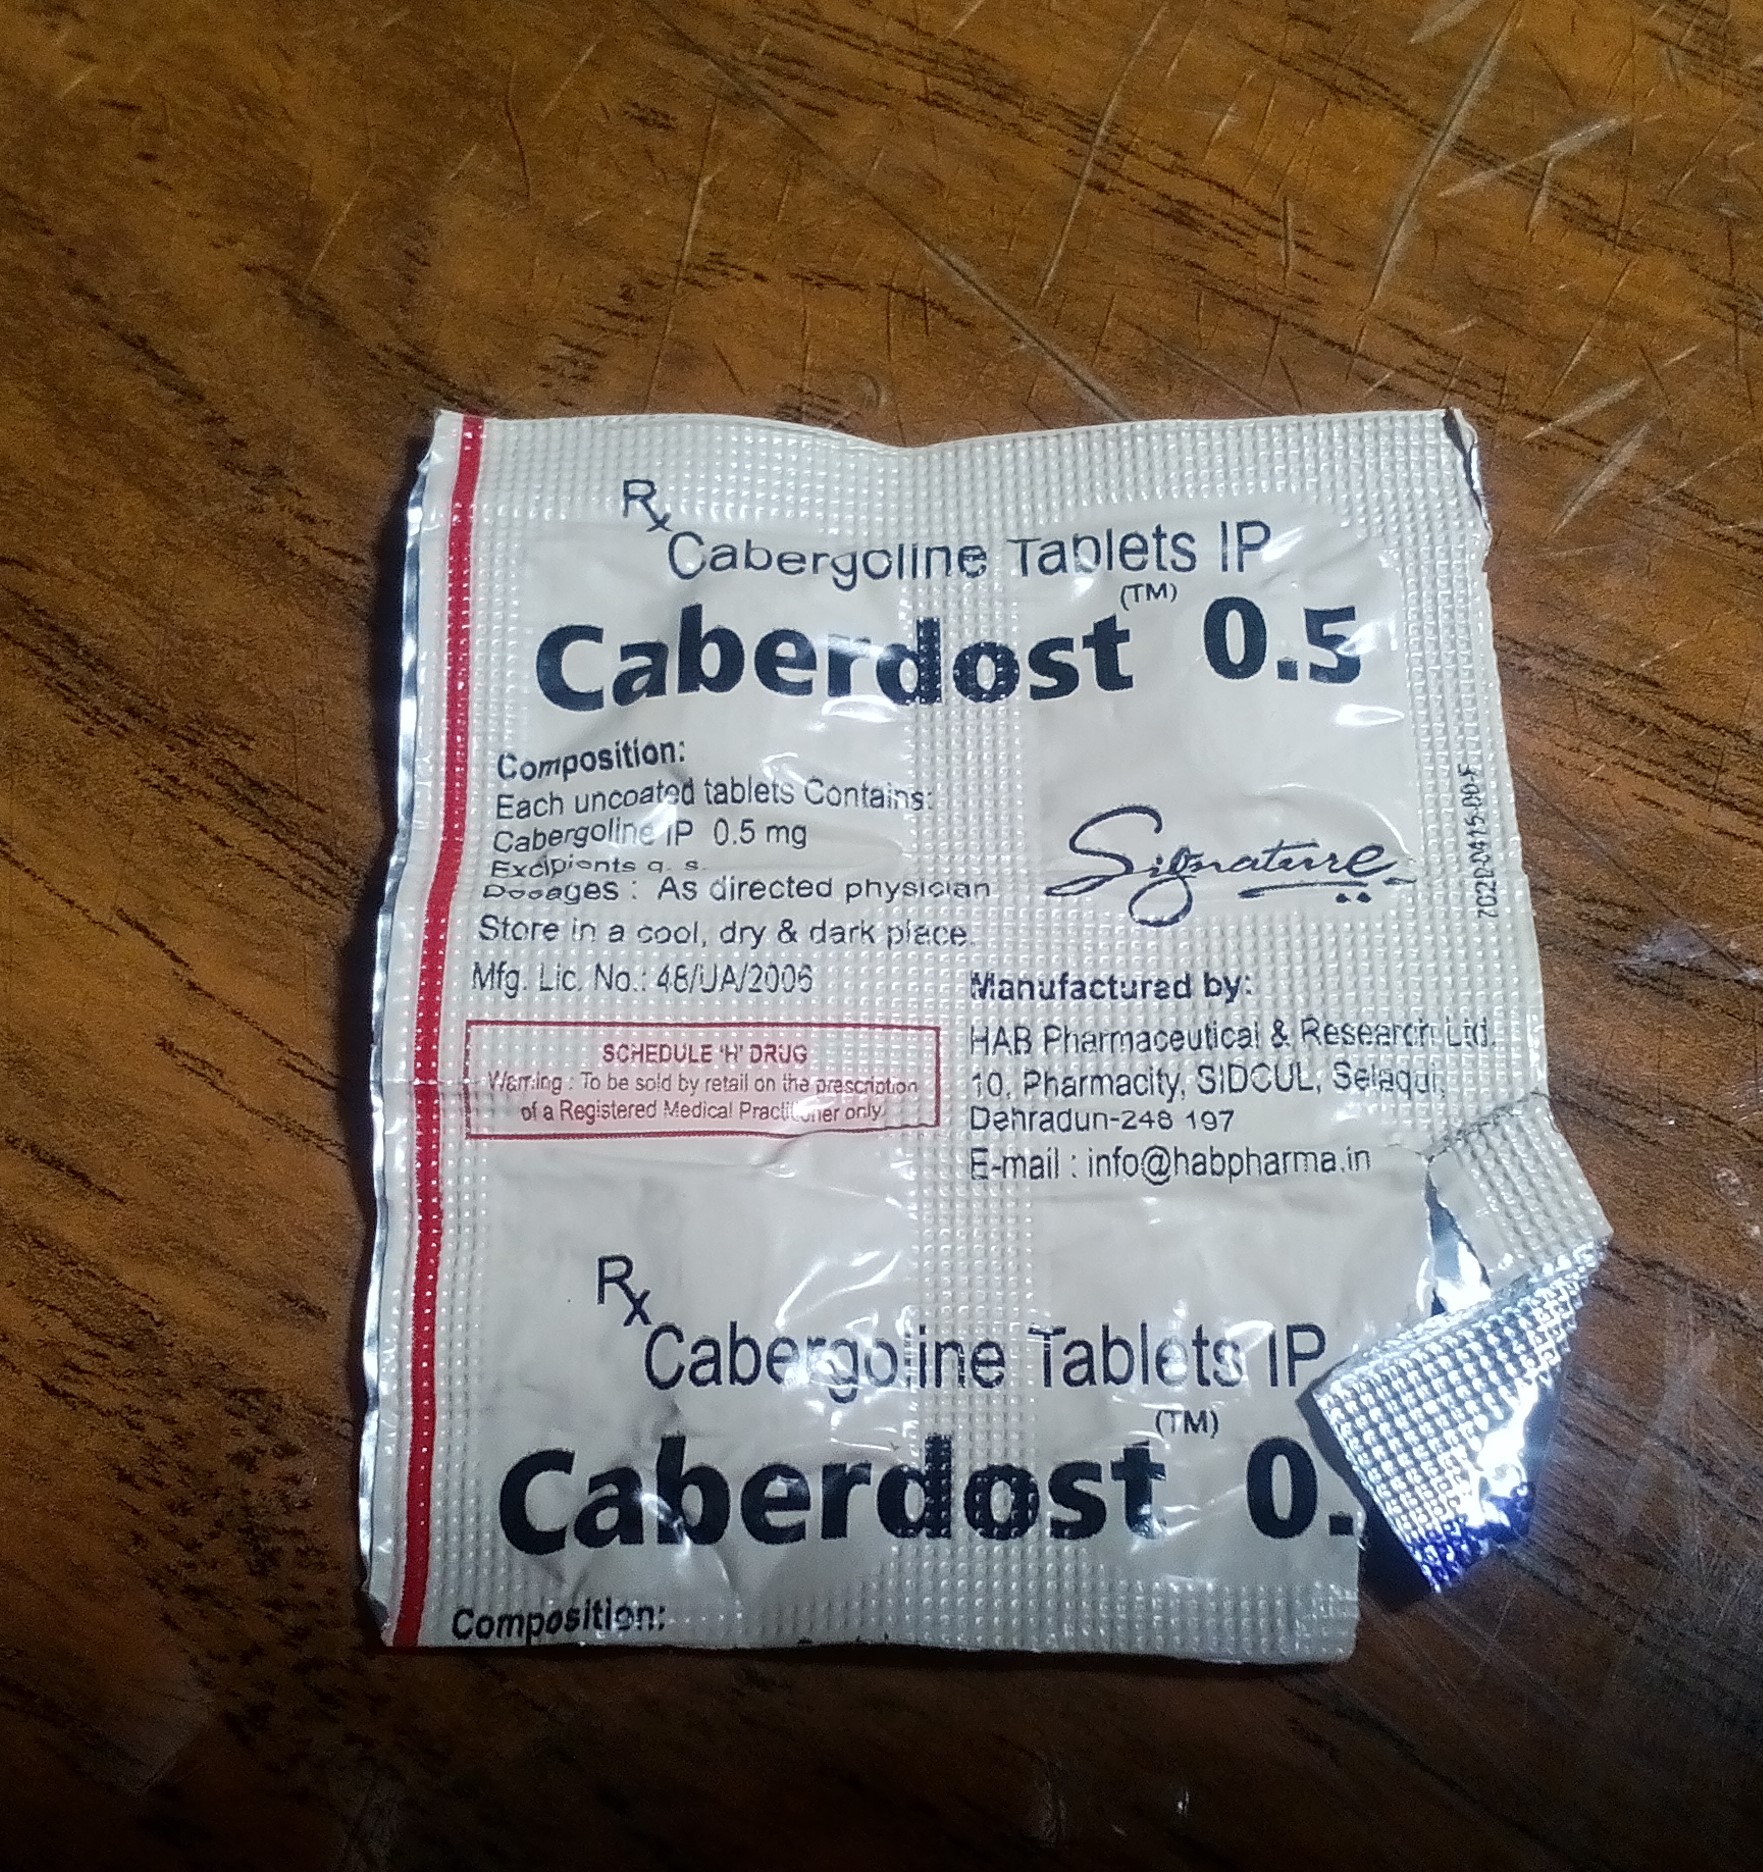 Rx
Cabergoline Tablets IP
Caberdost (TM) 0.5
Composition:
Each uncoated tablets Contains:
Cabergoline IP 0.5 mg
Excipients q. s.
Dosages : As directed physician
Store in a cool, dry & dark place.
Mfg. Lic. No.: 48/UA/2006
SCHEDULE 'H' DRUG
Warning : To be sold by retail on the prescription
of a Registered Medical Practitioner only
Signature
Manufactured by:
HAB Pharmaceutical & Research Ltd.
10, Pharmacity, SIDCUL, Selaqui,
Dehradun-248 197
E-mail : info@habpharma.in
Rx
Cabergoline Tablets IP
Caberdost (TM) 0.
Composition: